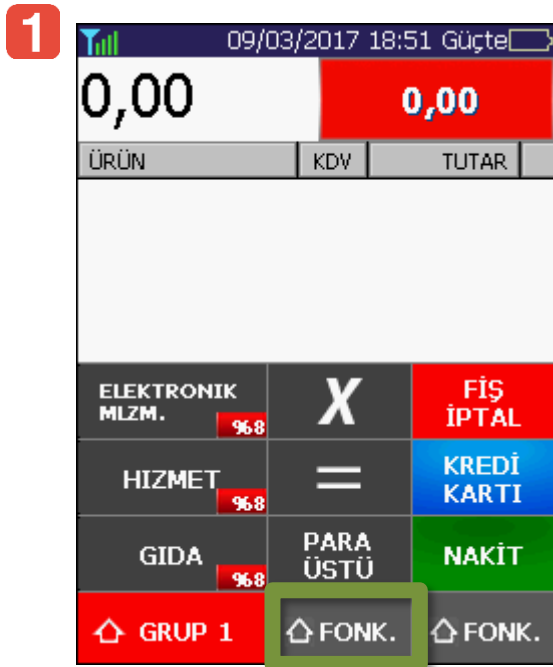 1
09/03/2017 18:51 Güçte
0,00
0,00
ÜRÜN KDV TUTAR
ELEKTRONIK
MLZM.
%8
X
FİŞ
İPTAL
HIZMET
%8
=
KREDİ
KARTI
GIDA
%8
PARA
ÜSTÜ
NAKİT
GRUP 1
FONK.
FONK.